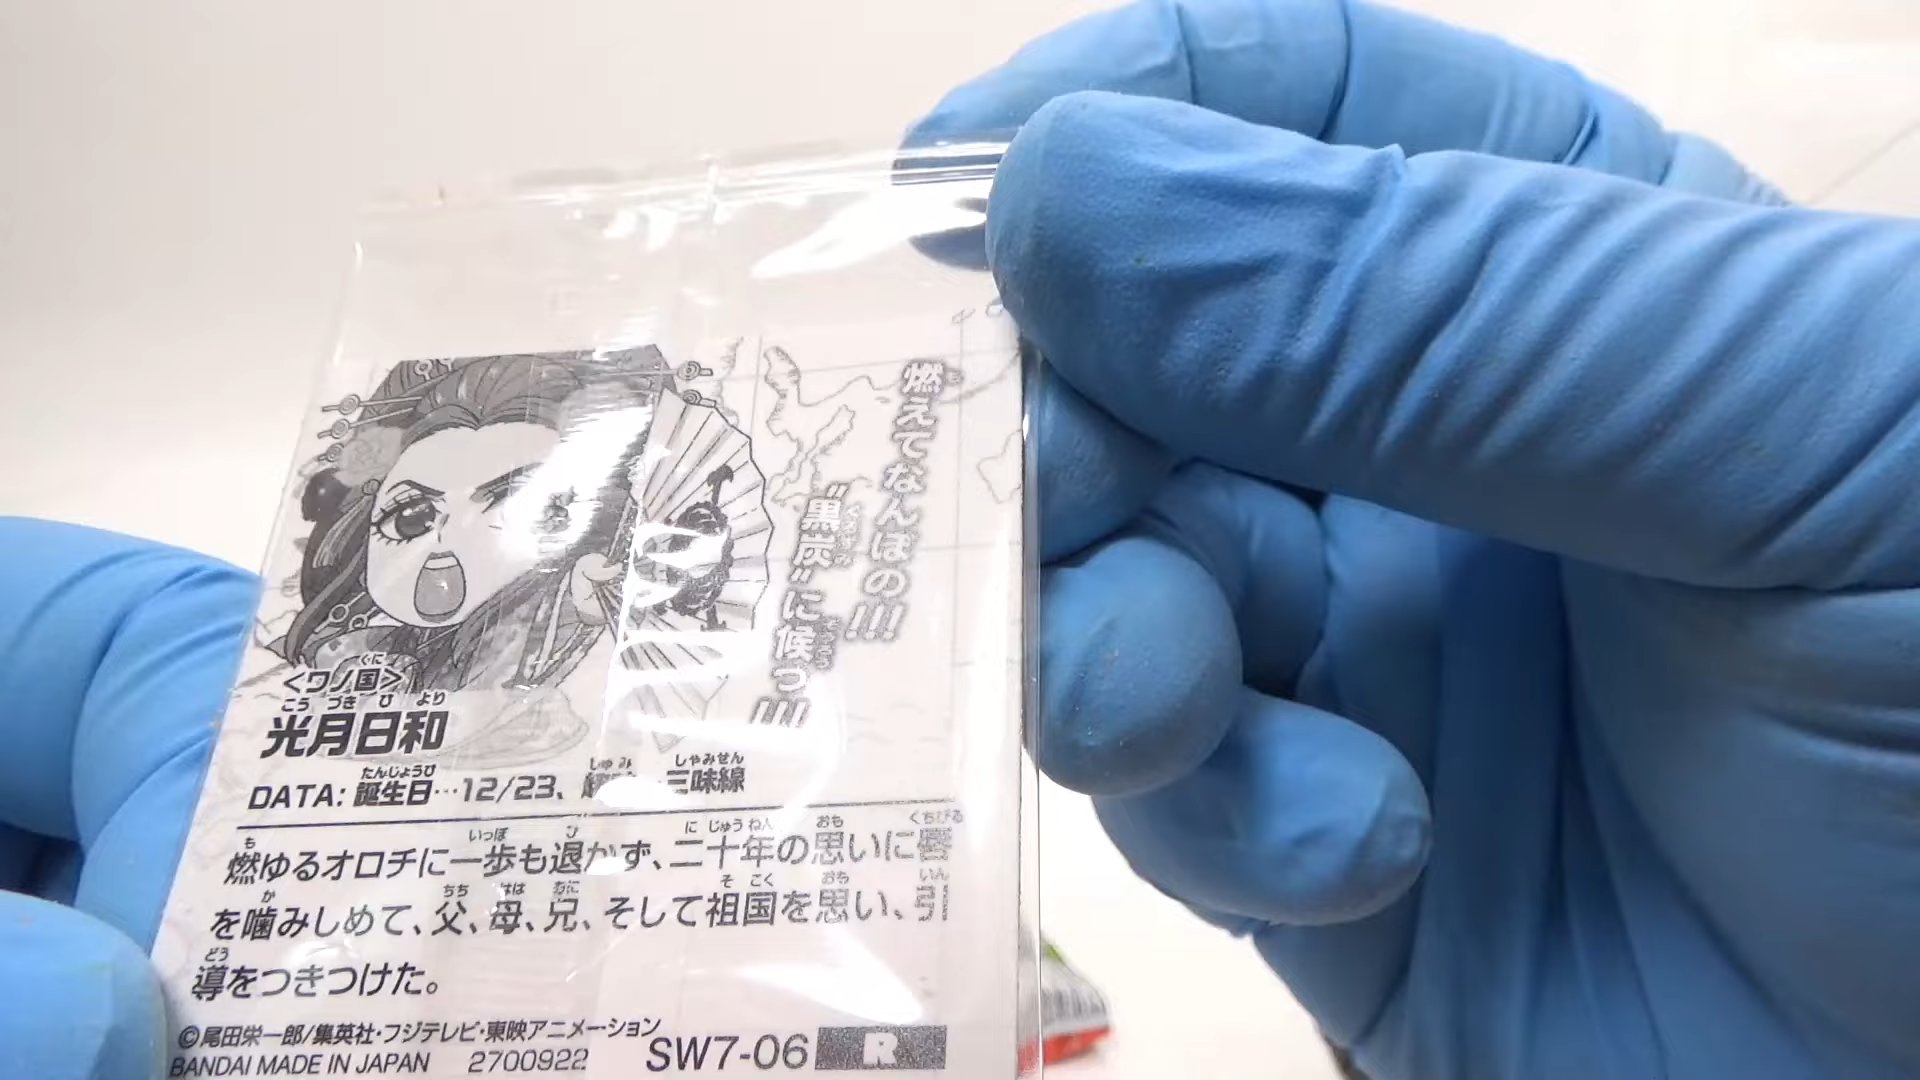 燃えてなんぼの!!!
"黒炭"に候う!!!
<ワノ国>
光月日和
DATA: 誕生日…12/23、趣味…三味線
燃ゆるオロチに一歩も退かず、二十年の思いに唇
を噛みしめて、父、母、兄、そして祖国を思い、引
導をつきつけた。
©尾田栄一郎/集英社・フジテレビ・東映アニメーション
BANDAI MADE IN JAPAN 2700922
SW7-06 R